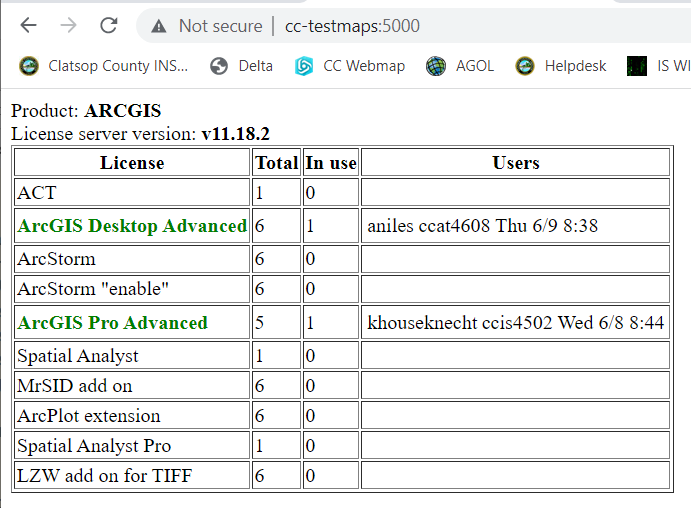 Not secure | cc-testmaps:5000
Clatsop County INS... Delta CC Webmap AGOL Helpdesk IS WI
Product: ARCGIS
License server version: v11.18.2
License Total In use Users
ACT 1 0
ArcGIS Desktop Advanced 6 1 aniles ccat4608 Thu 6/9 8:38
ArcStorm 6 0
ArcStorm "enable" 6 0
ArcGIS Pro Advanced 5 1 khouseknecht ccis4502 Wed 6/8 8:44
Spatial Analyst 1 0
MrSID add on 6 0
ArcPlot extension 6 0
Spatial Analyst Pro 1 0
LZW add on for TIFF 6 0